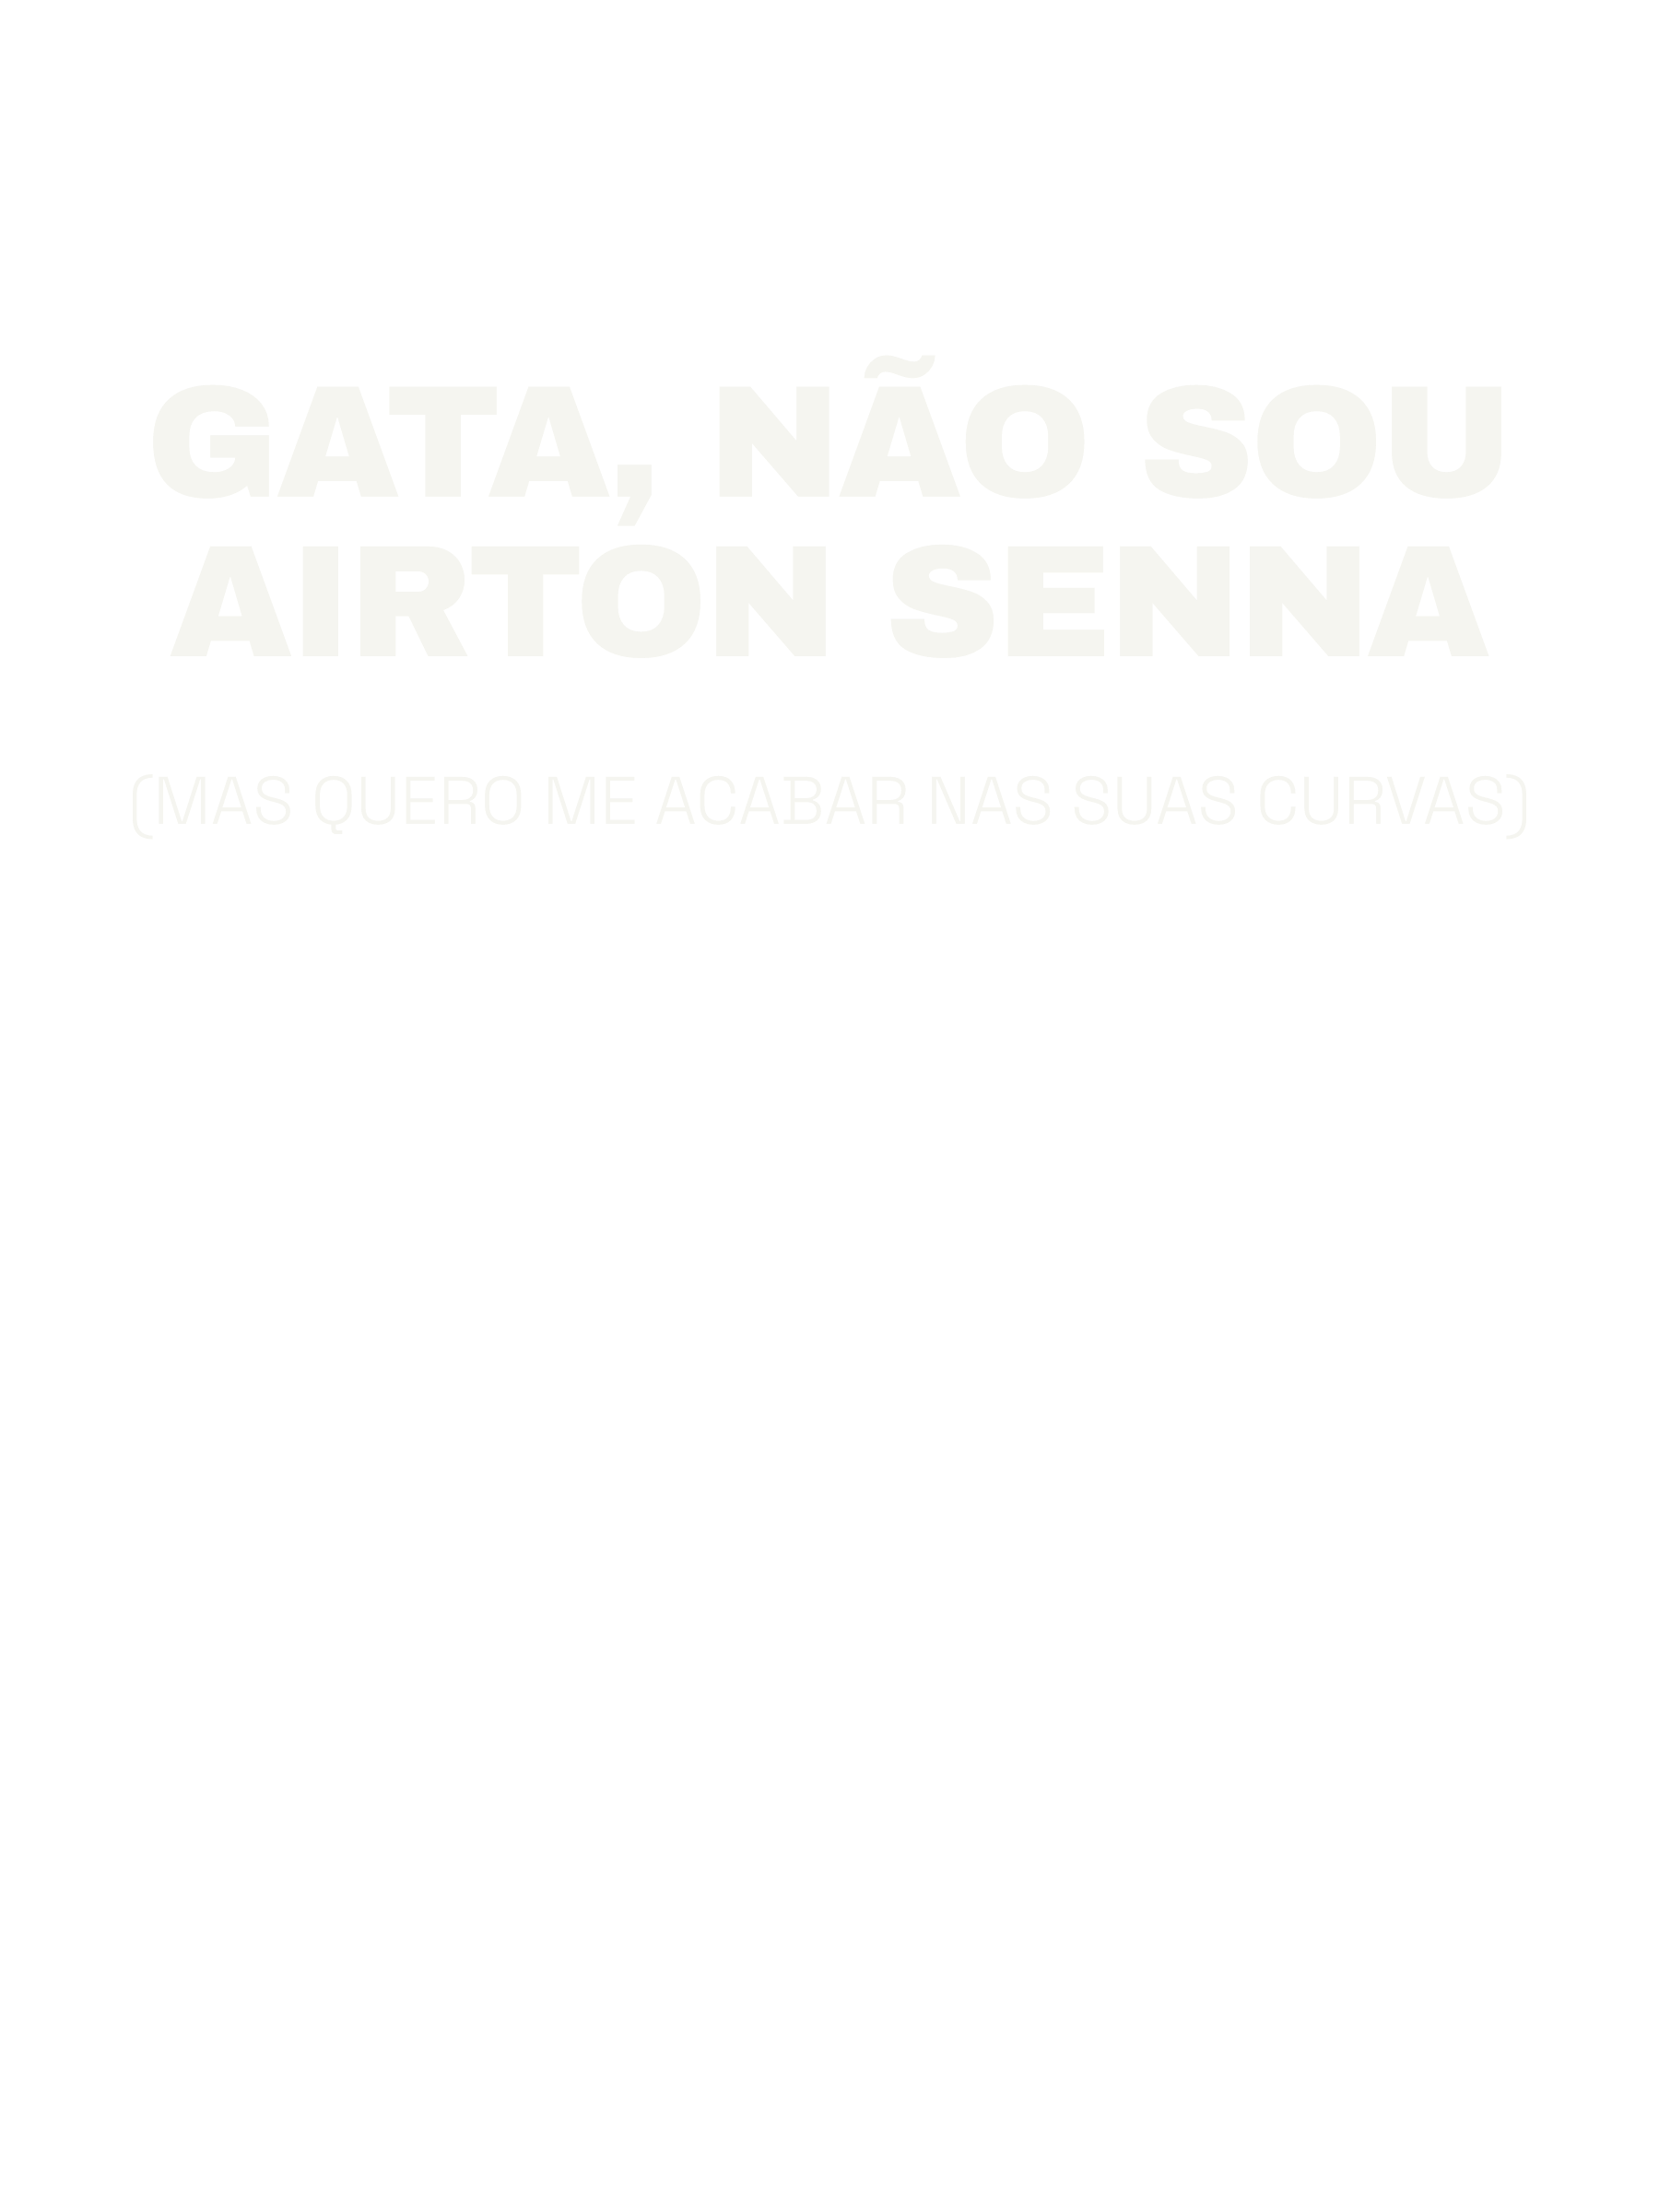 GATA, NÃO SOU
AIRTON SENNA
(MAS QUERO ME ACABAR NAS SUAS CURVAS)